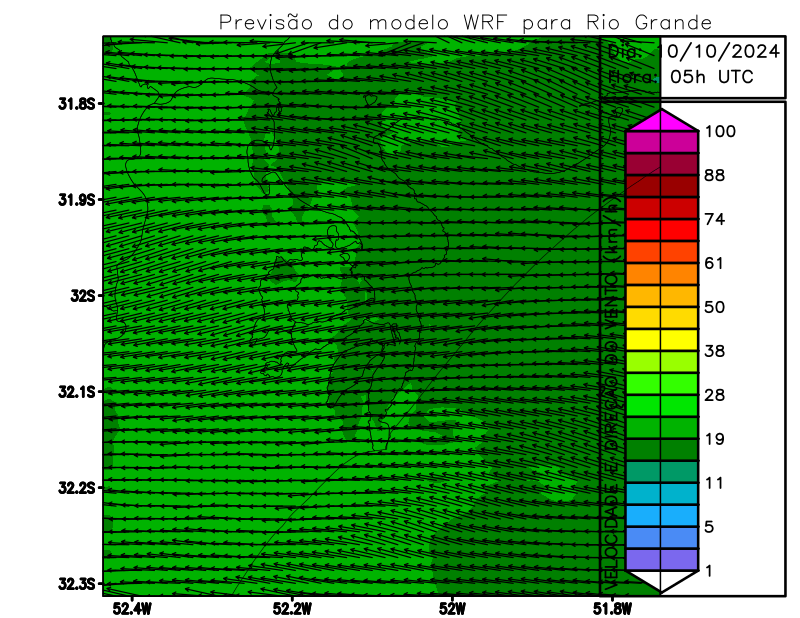 Previsão do modelo WRF para Rio Grande
Dia: 10/10/2024
Hora: 05h UTC
31.8S
31.9S
32S
32.1S
32.2S
32.3S
52.4W
52.2W
52W
51.8W
VELOCIDADE E DIREÇÃO DO VENTO (km/h)
100
88
74
61
50
38
28
19
11
5
1